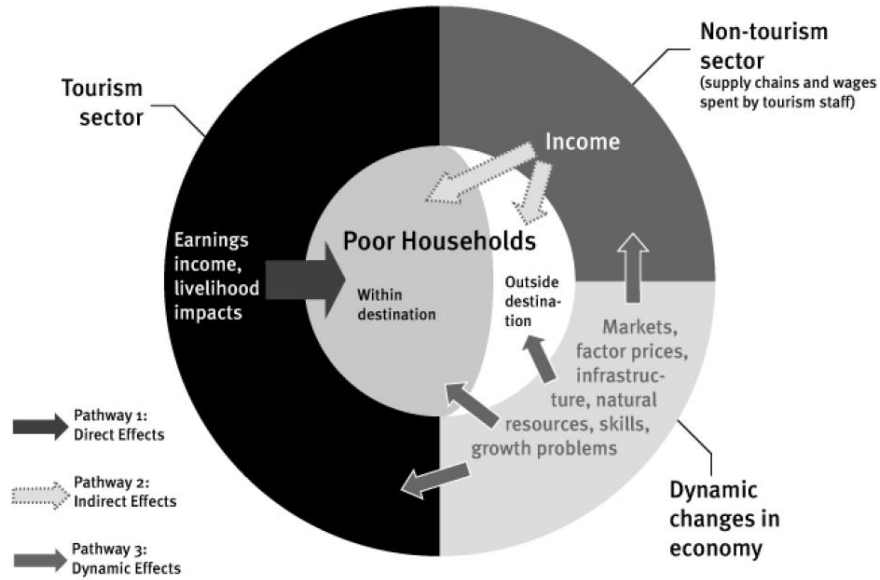 Tourism
sector
Non-tourism
sector
(supply chains and wages
spent by tourism staff)
Income
Earnings
income,
livelihood
impacts
Poor Households
Within
destination
Outside
destina-
tion
Markets,
factor prices,
infrastruc-
ture, natural
resources, skills,
growth problems
Dynamic
changes in
economy
Pathway 1:
Direct Effects
Pathway 2:
Indirect Effects
Pathway 3:
Dynamic Effects